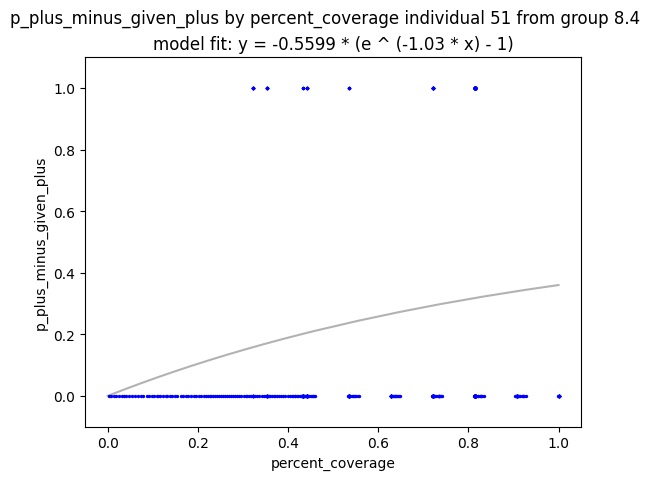 p_plus_minus_given_plus by percent_coverage individual 51 from group 8.4
model fit: y = -0.5599 * (e ^ (-1.03 * x) - 1)
1.0
0.8
0.6
0.4
0.2
0.0
p_plus_minus_given_plus
0.0 0.2 0.4 0.6 0.8 1.0
percent_coverage